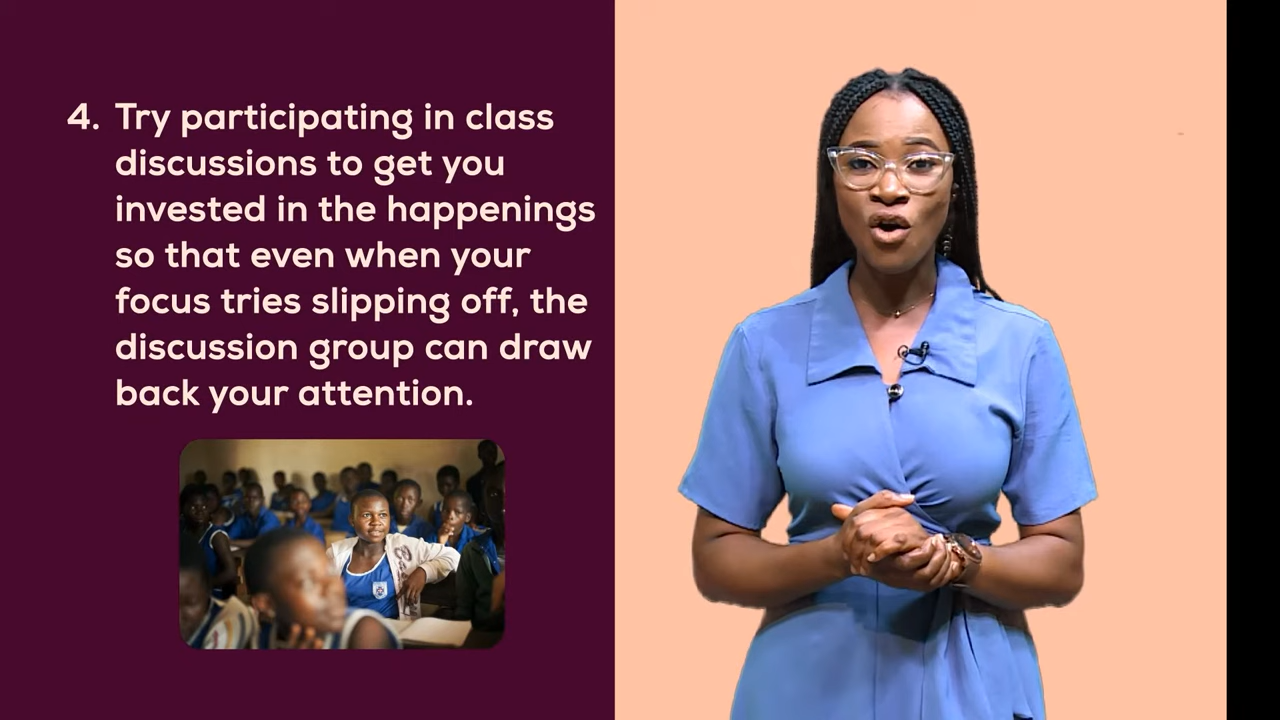 4. Try participating in class
discussions to get you
invested in the happenings
so that even when your
focus tries slipping off, the
discussion group can draw
back your attention.